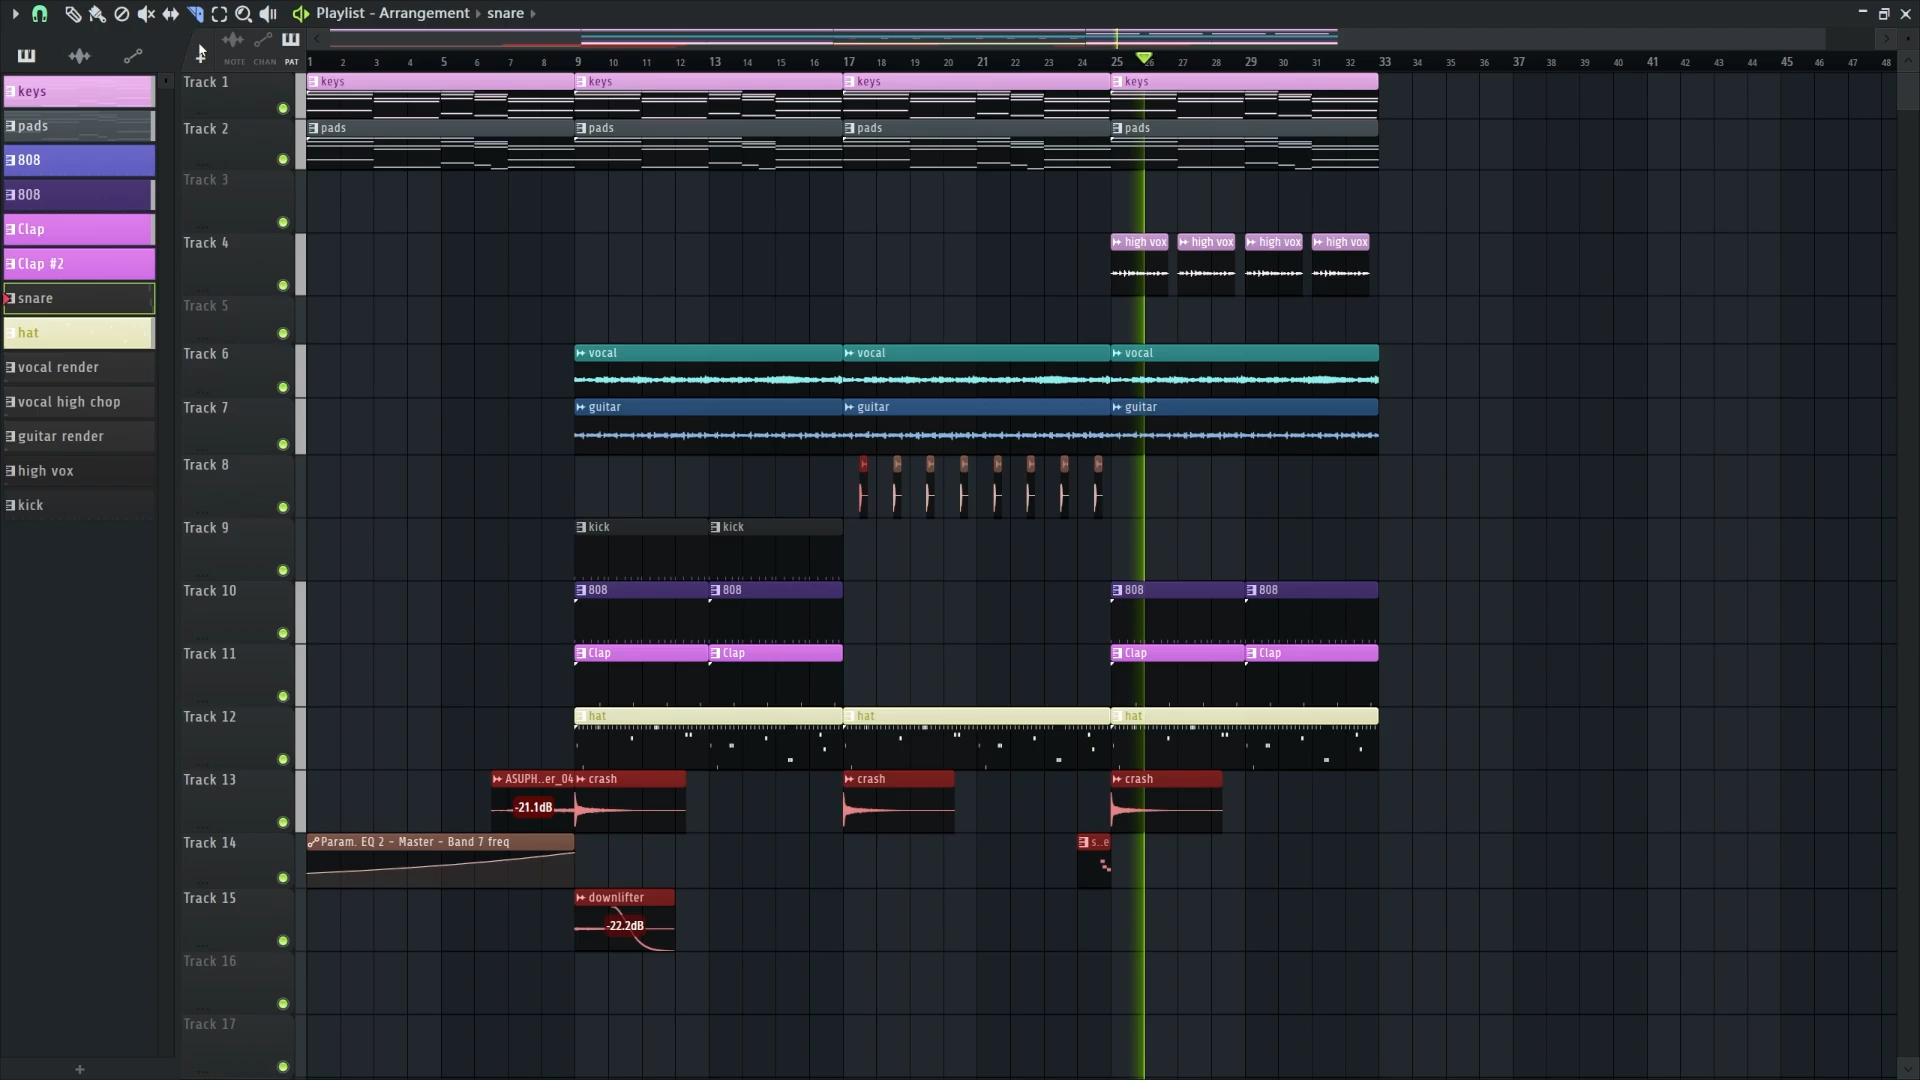 Playlist - Arrangement › snare ›
NOTE CHAN PAT
1 2 3 4 5 6 7 8 9 10 11 12 13 14 15 16 17 18 19 20 21 22 23 24 25 26 27 28 29 30 31 32 33 34 35 36 37 38 39 40 41 42 43 44 45 46 47 48
keys
pads
808
808
Clap
Clap #2
snare
hat
vocal render
vocal high chop
guitar render
high vox
kick
Track 1 keys keys keys keys
Track 2 pads pads pads pads
Track 3
Track 4 high vox high vox high vox high vox
Track 5
Track 6 vocal vocal vocal
Track 7 guitar guitar guitar
Track 8
Track 9 kick kick
Track 10 808 808 808 808
Track 11 Clap Clap Clap Clap
Track 12 hat hat hat
Track 13 ASUPH..er_04 crash crash crash
-21.1dB
Track 14 Param. EQ 2 - Master - Band 7 freq s..e
Track 15 downlifter
-22.2dB
Track 16
Track 17